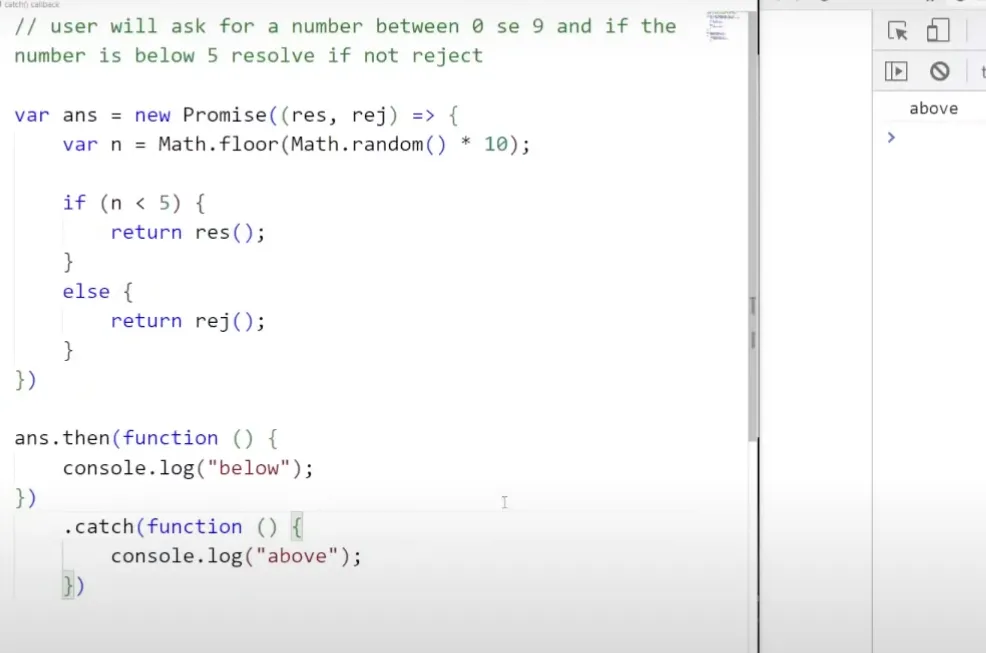 catch() callback
// user will ask for a number between 0 se 9 and if the
number is below 5 resolve if not reject
var ans = new Promise((res, rej) => {
var n = Math.floor(Math.random() * 10);
if (n < 5) {
return res();
}
else {
return rej();
}
})
ans.then(function () {
console.log("below");
})
.catch(function () {
console.log("above");
})
above
>